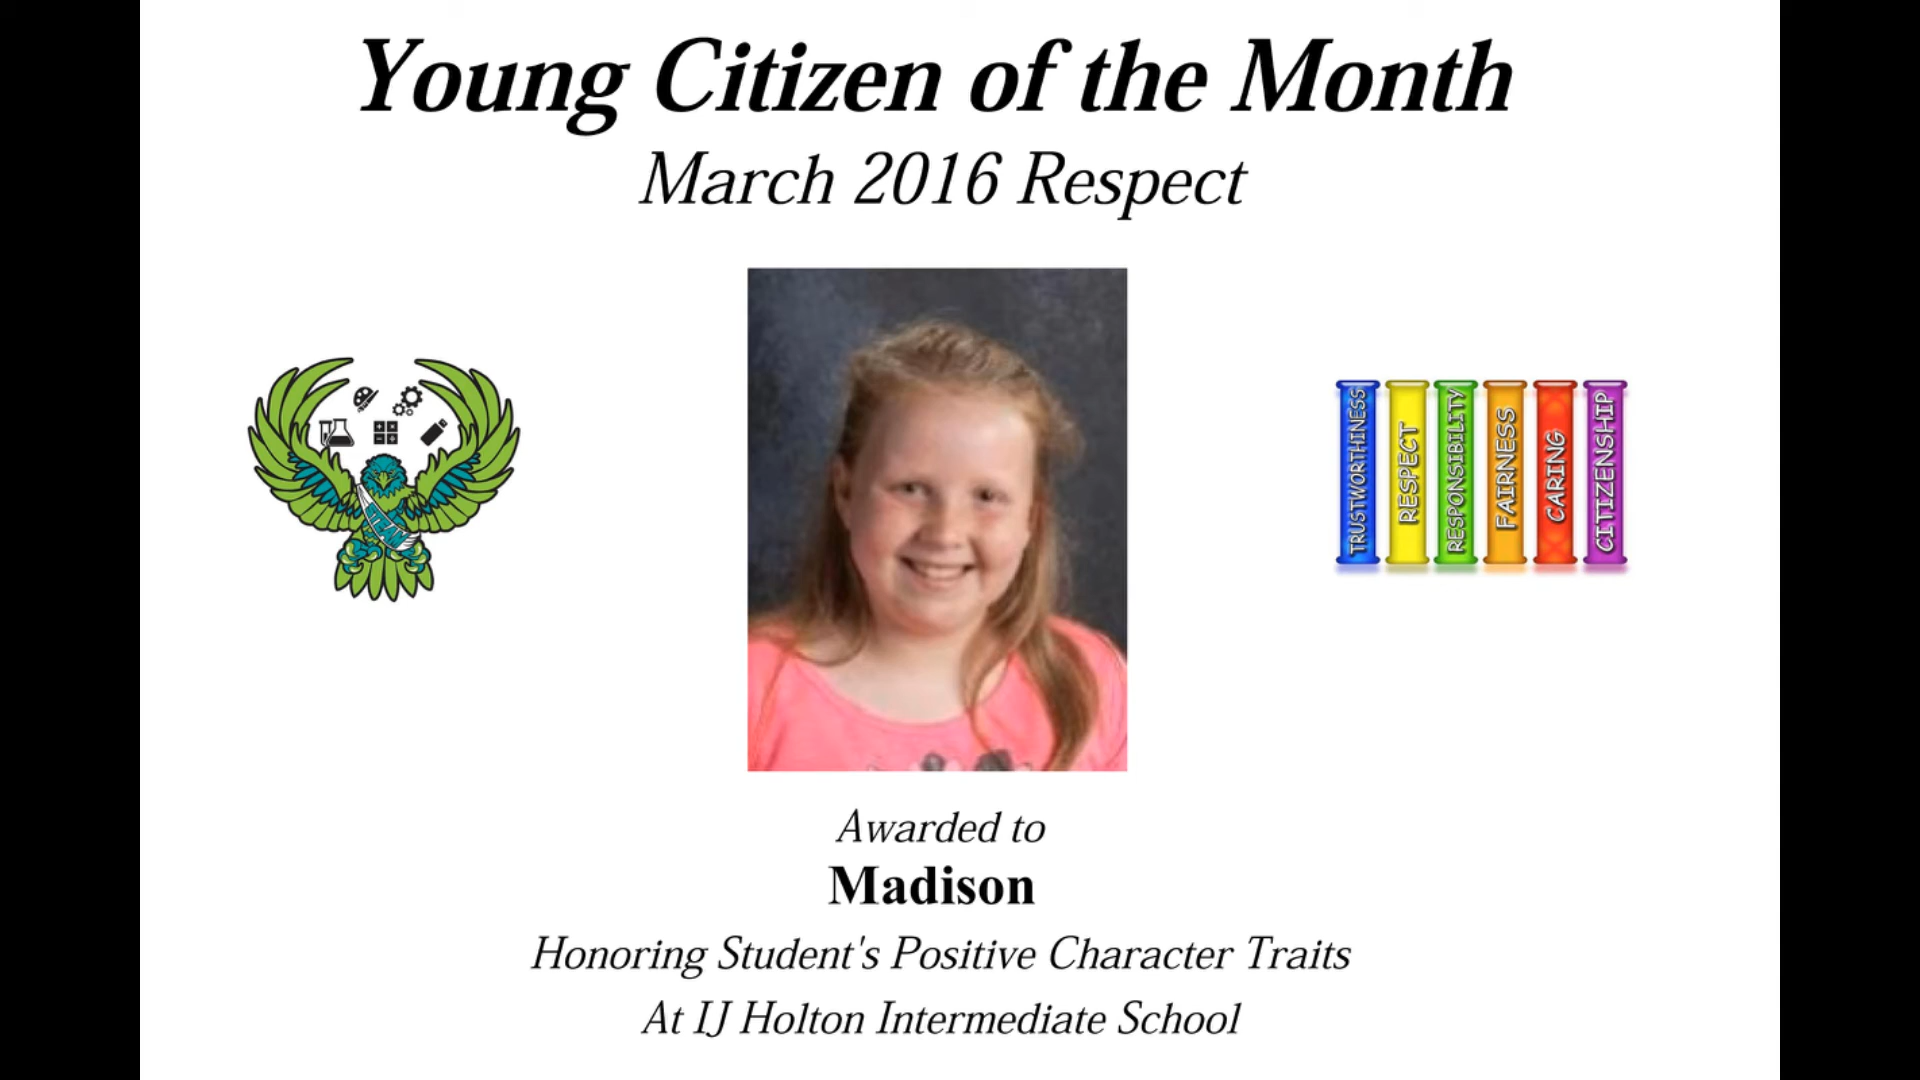 Young Citizen of the Month
March 2016 Respect
STEAM
TRUSTWORTHINESS
RESPECT
RESPONSIBILITY
FAIRNESS
CARING
CITIZENSHIP
Awarded to
Madison
Honoring Student's Positive Character Traits
At IJ Holton Intermediate School